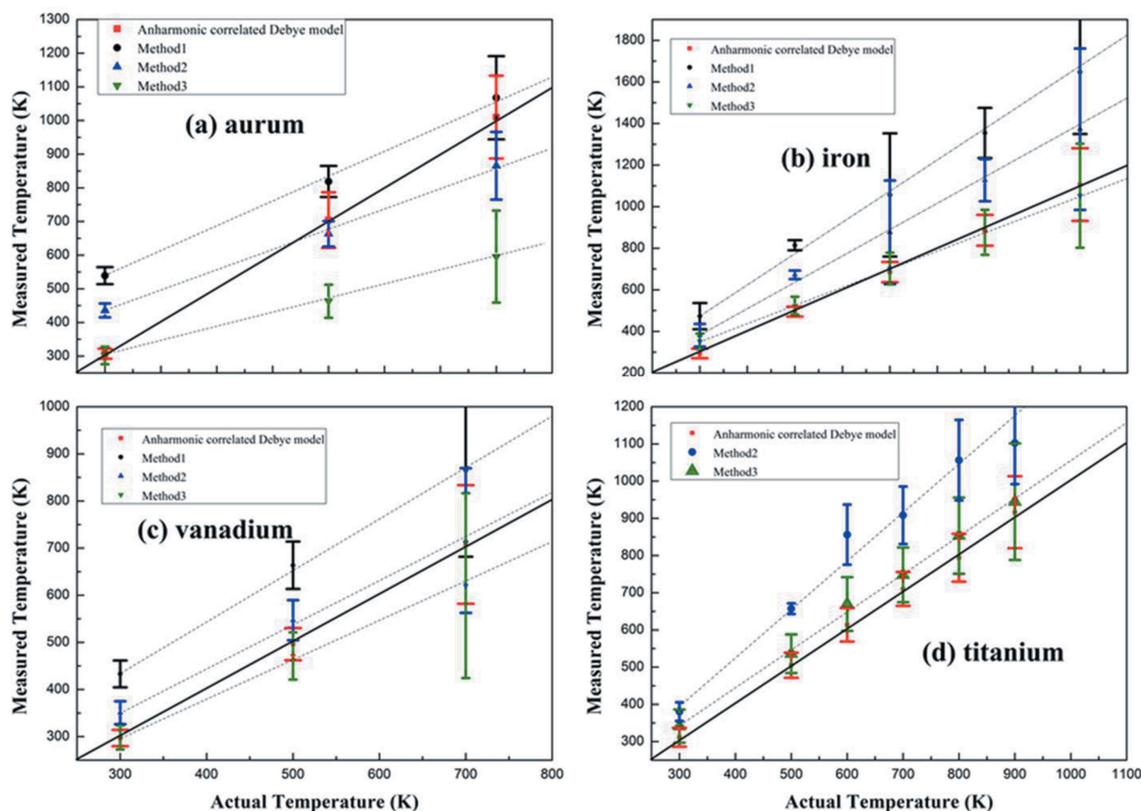 1300
1200
1100
1000
900
800
700
600
500
400
300
Measured Temperature (K)
Anharmonic correlated Debye model
Method1
Method2
Method3
(a) aurum
1800
1600
1400
1200
1000
800
600
400
200
Measured Temperature (K)
Anharmonic correlated Debye model
Method1
Method2
Method3
(b) iron
1000
900
800
700
600
500
400
300
Measured Temperature (K)
Anharmonic correlated Debye model
Method1
Method2
Method3
(c) vanadium
300 400 500 600 700 800
Actual Temperature (K)
1200
1100
1000
900
800
700
600
500
400
300
Measured Temperature (K)
Anharmonic correlated Debye model
Method2
Method3
(d) titanium
300 400 500 600 700 800 900 1000 1100
Actual Temperature (K)